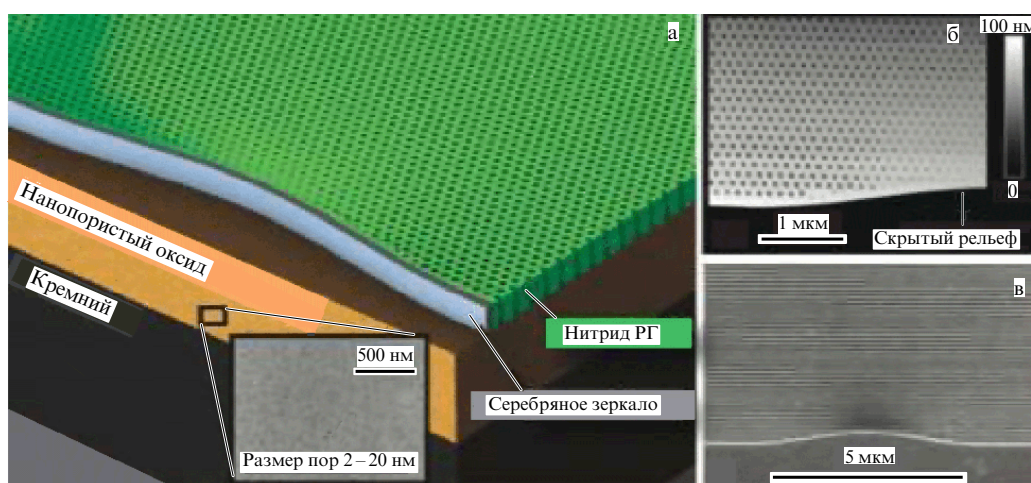 а
Нанопористый оксид
Кремний
500 нм
Размер пор 2–20 нм
Нитрид РГ
Серебряное зеркало
б
100 нм
0
1 мкм
Скрытый рельеф
в
5 мкм